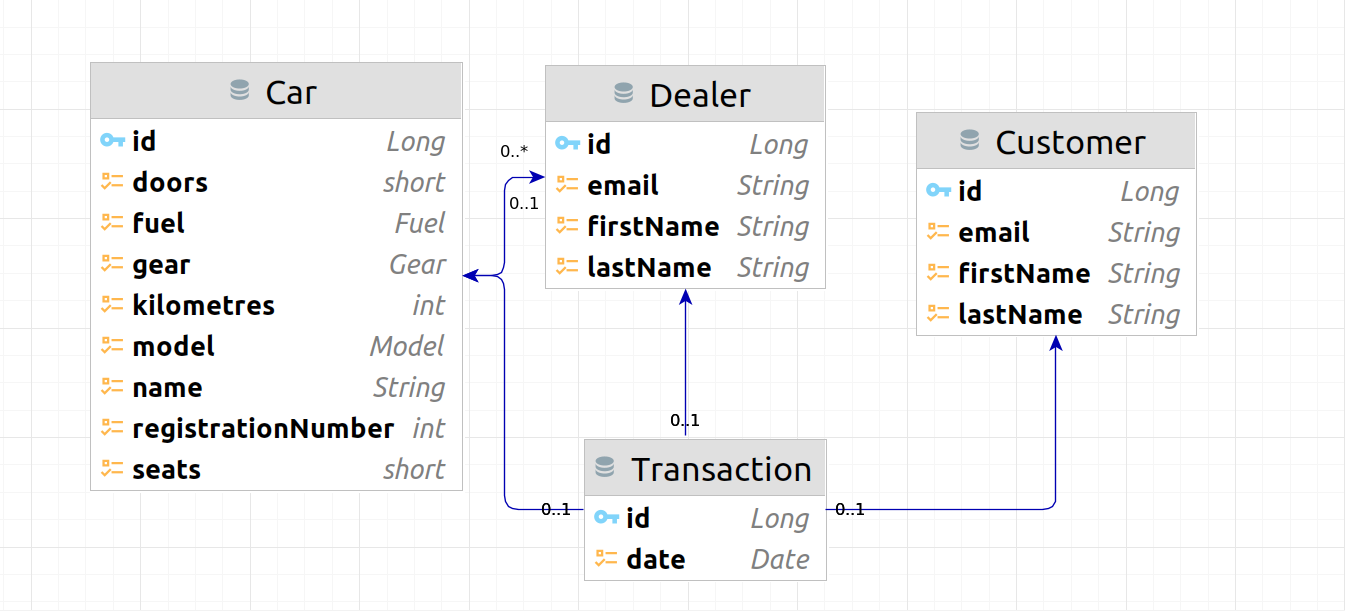 Car
id Long
doors short
fuel Fuel
gear Gear
kilometres int
model Model
name String
registrationNumber int
seats short
0..*
0..1
Dealer
id Long
email String
firstName String
lastName String
Customer
id Long
email String
firstName String
lastName String
0..1
0..1
0..1
Transaction
id Long
date Date